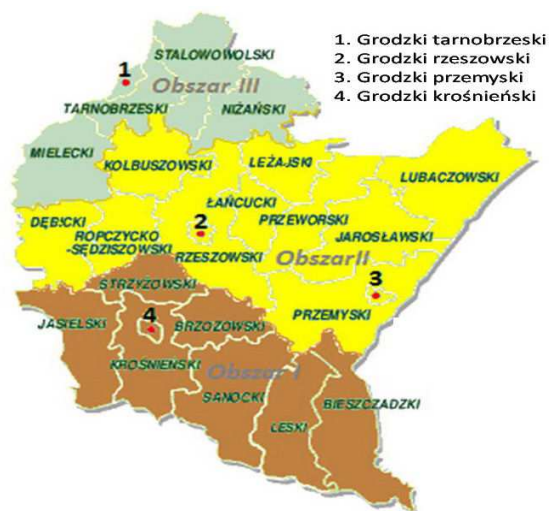 1. Grodzki tarnobrzeski
2. Grodzki rzeszowski
3. Grodzki przemyski
4. Grodzki krośnieński
STALOWOWOLSKI
1
Obszar III
TARNOBRZESKI
NIŻAŃSKI
MIELECKI
KOLBUSZOWSKI
LEŻAJSKI
LUBACZOWSKI
ŁAŃCUCKI
DĘBICKI
2
PRZEWORSKI
ROPCZYCKO
-SĘDZISZOWSKI
JAROSŁAWSKI
RZESZOWSKI
Obszar II
3
STRZYŻOWSKI
PRZEMYSKI
4
JASIELSKI
BRZOZOWSKI
KROŚNIEŃSKI
Obszar I
SANOCKI
BIESZCZADZKI
LESKI